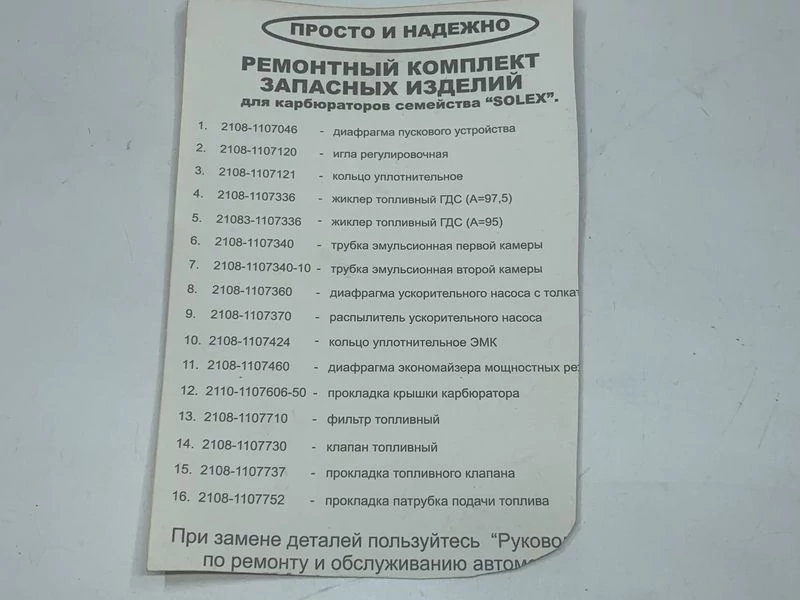 ПРОСТО И НАДЕЖНО
РЕМОНТНЫЙ КОМПЛЕКТ
ЗАПАСНЫХ ИЗДЕЛИЙ
для карбюраторов семейства “SOLEX”.
1. 2108-1107046 - диафрагма пускового устройства
2. 2108-1107120 - игла регулировочная
3. 2108-1107121 - кольцо уплотнительное
4. 2108-1107336 - жиклер топливный ГДС (А=97,5)
5. 21083-1107336 - жиклер топливный ГДС (А=95)
6. 2108-1107340 - трубка эмульсионная первой камеры
7. 2108-1107340-10 - трубка эмульсионная второй камеры
8. 2108-1107360 - диафрагма ускорительного насоса с
9. 2108-1107370 - распылитель ускорительного насоса
10. 2108-1107424 - кольцо уплотнительное ЭМК
11. 2108-1107460 - диафрагма экономайзера мощностных
12. 2110-1107606-50 - прокладка крышки карбюратора
13. 2108-1107710 - фильтр топливный
14. 2108-1107730 - клапан топливный
15. 2108-1107737 - прокладка топливного клапана
16. 2108-1107752 - прокладка патрубка подачи топлива
При замене деталей пользуйтесь
по ремонту и обслуживанию